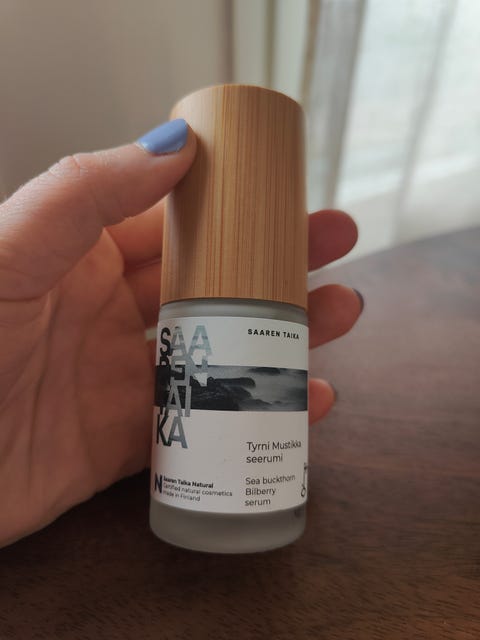 SAAREN TAIKA
SAA
REN
TAI
KA
Tyrni Mustikka
seerumi
Sea buckthorn
Bilberry
serum
N
Saaren Taika Natural
Certified natural cosmetics
Made in Finland